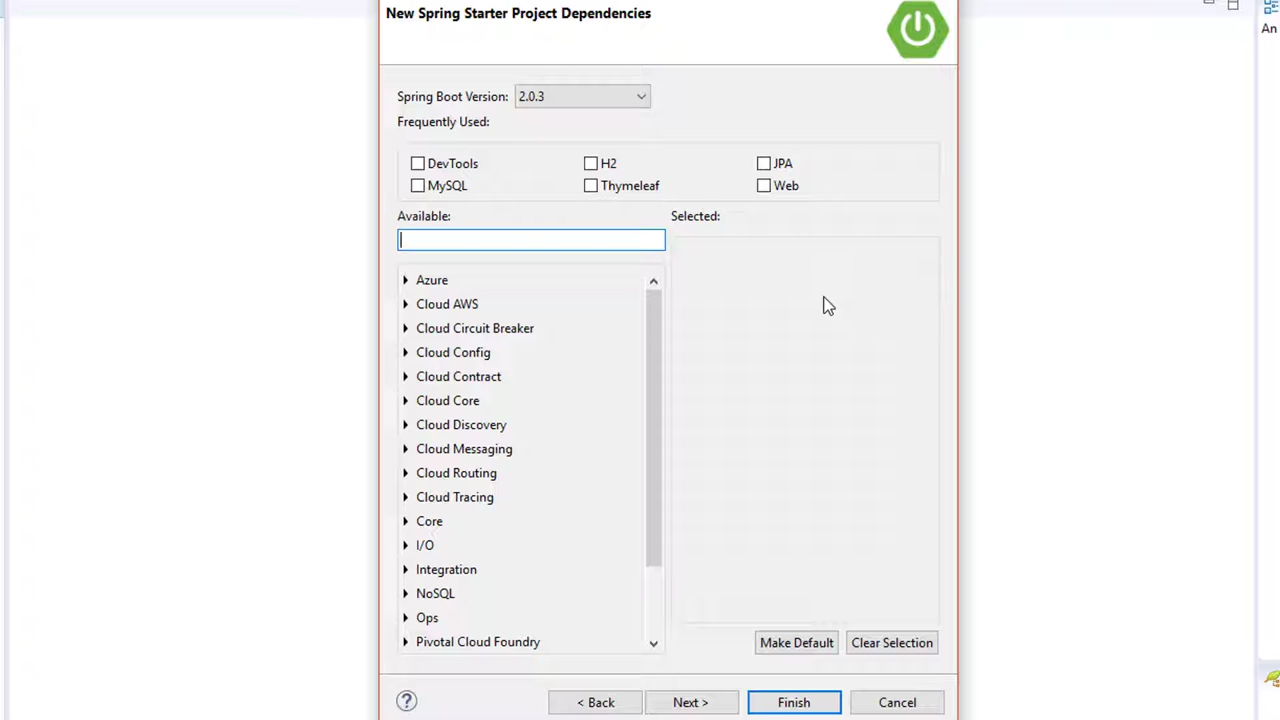 New Spring Starter Project Dependencies
An
Spring Boot Version: 2.0.3
Frequently Used:
DevTools H2 JPA
MySQL Thymeleaf Web
Available: Selected:
Azure
Cloud AWS
Cloud Circuit Breaker
Cloud Config
Cloud Contract
Cloud Core
Cloud Discovery
Cloud Messaging
Cloud Routing
Cloud Tracing
Core
I/O
Integration
NoSQL
Ops
Pivotal Cloud Foundry
Make Default Clear Selection
? < Back Next > Finish Cancel